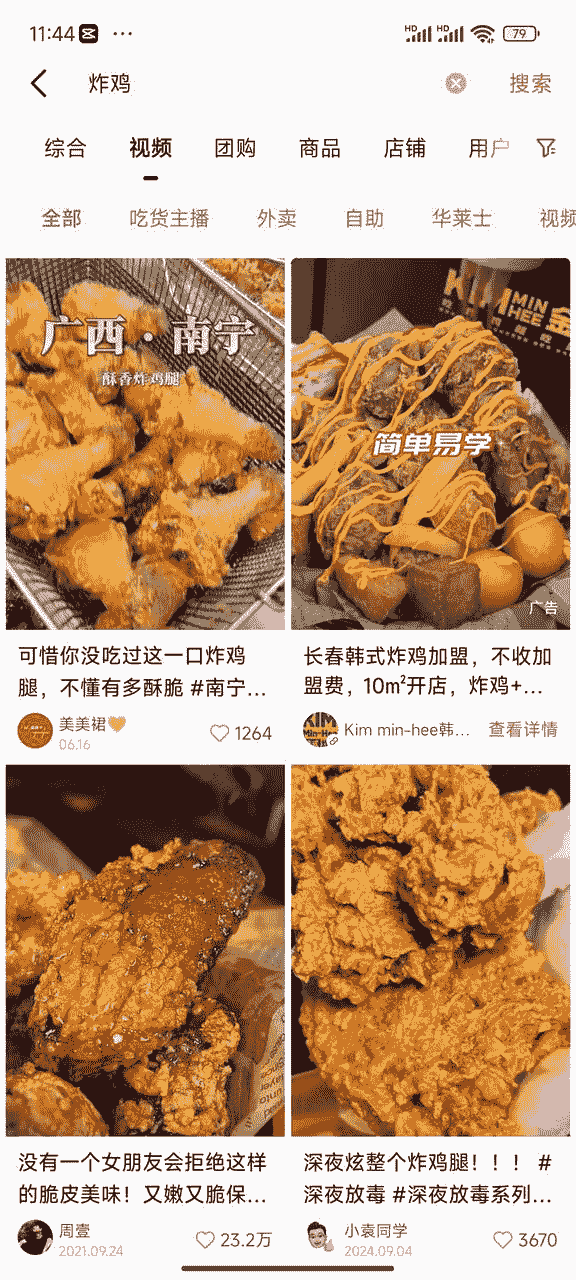 11:44
HD HD 79
炸鸡
搜索
综合 视频 团购 商品 店铺 用户
全部 吃货主播 外卖 自助 华莱士 视频
广西·南宁
酥香炸鸡腿
KIM MIN HEE 金
简单易学
广告
可惜你没吃过这一口炸鸡
腿，不懂有多酥脆 #南宁...
美美裙🧡
06.16
1264
长春韩式炸鸡加盟，不收加
盟费，10㎡开店，炸鸡+...
Kim min-hee韩...
查看详情
没有一个女朋友会拒绝这样
的脆皮美味！又嫩又脆保...
周壹
2021.09.24
23.2万
深夜炫整个炸鸡腿！！！ #
深夜放毒 #深夜放毒系列...
小袁同学
2024.09.04
3670